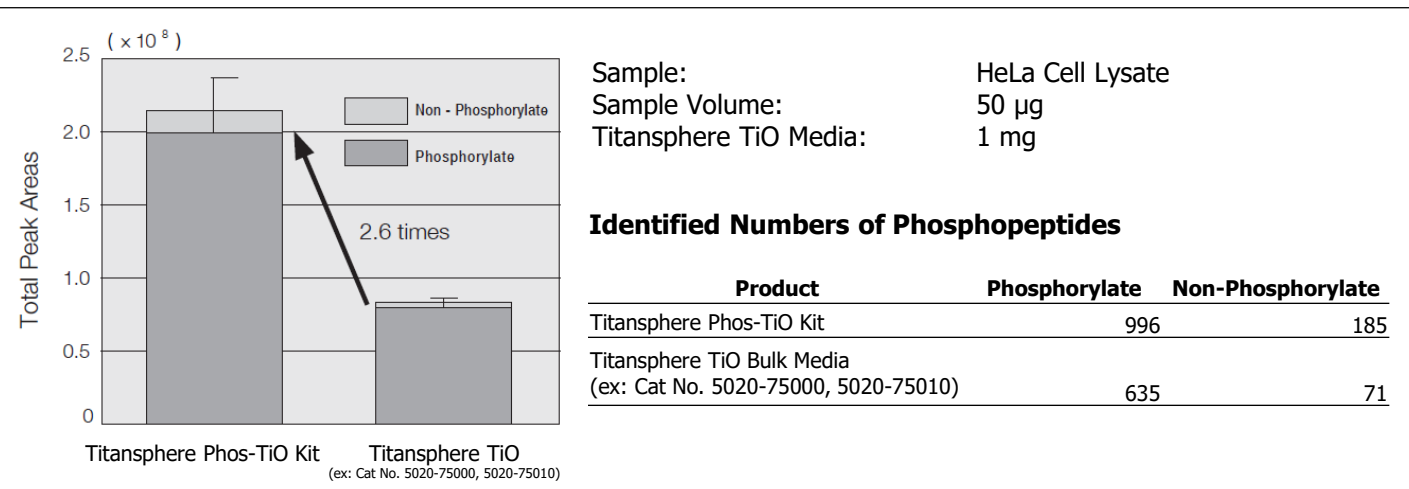 ( × 10 ⁸ )
2.5
2.0
1.5
1.0
0.5
0
Total Peak Areas
Non - Phosphorylate
Phosphorylate
2.6 times
Titansphere Phos-TiO Kit
Titansphere TiO
(ex: Cat No. 5020-75000, 5020-75010)
Sample: HeLa Cell Lysate
Sample Volume: 50 µg
Titansphere TiO Media: 1 mg
Identified Numbers of Phosphopeptides
Product Phosphorylate Non-Phosphorylate
Titansphere Phos-TiO Kit 996 185
Titansphere TiO Bulk Media
(ex: Cat No. 5020-75000, 5020-75010) 635 71